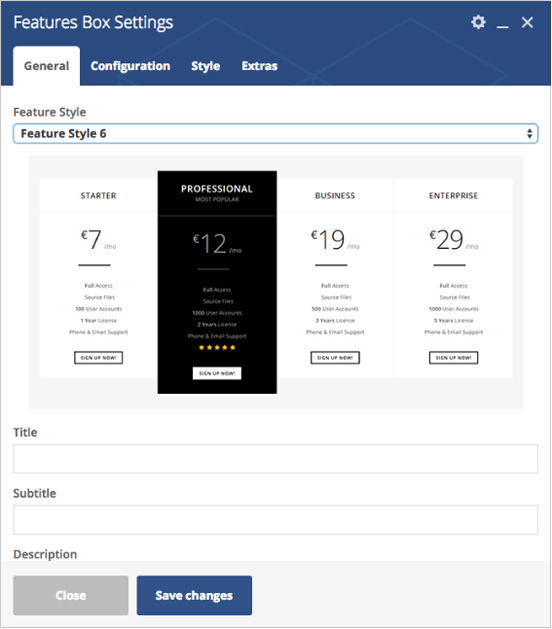 Features Box Settings
General Configuration Style Extras
Feature Style
Feature Style 6
STARTER
€7 /mo
Full Access
Source Files
100 User Accounts
1 Year License
Phone & Email Support
SIGN UP NOW!
PROFESSIONAL
MOST POPULAR
€12 /mo
Full Access
Source Files
1000 User Accounts
2 Years License
Phone & Email Support
SIGN UP NOW!
BUSINESS
€19 /mo
Full Access
Source Files
500 User Accounts
3 Years License
Phone & Email Support
SIGN UP NOW!
ENTERPRISE
€29 /mo
Full Access
Source Files
1000 User Accounts
5 Years License
Phone & Email Support
SIGN UP NOW!
Title
Subtitle
Description
Close Save changes